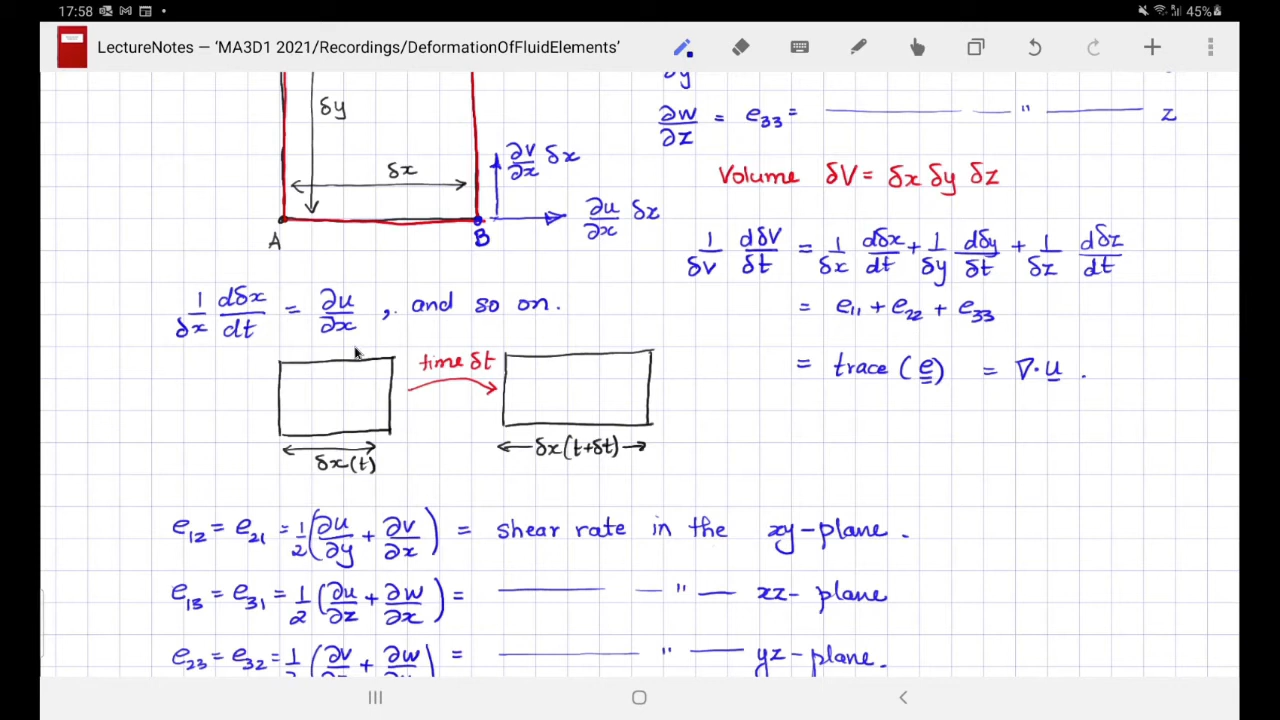 17:58
45%
LectureNotes — ‘MA3D1 2021/Recordings/DeformationOfFluidElements’
δy
δx
∂v/∂x δx
∂u/∂x δx
A
B
1/δx dδx/dt = ∂u/∂x , and so on.
time δt
δx(t)
δx(t+δt)
∂y
∂w/∂z = e₃₃ = —— — " —— z
Volume δV = δx δy δz
1/δV dδV/δt = 1/δx dδx/dt + 1/δy dδy/δt + 1/δz dδz/dt
= e₁₁ + e₂₂ + e₃₃
= trace (e) = ∇·u .
e₁₂ = e₂₁ = 1/2 (∂u/∂y + ∂v/∂x) = shear rate in the xy-plane.
e₁₃ = e₃₁ = 1/2 (∂u/∂z + ∂w/∂x) = —— — " — xz- plane
e₂₃ = e₃₂ = 1/2 (∂v/∂z + ∂w/∂y) = —— " —— yz-plane.